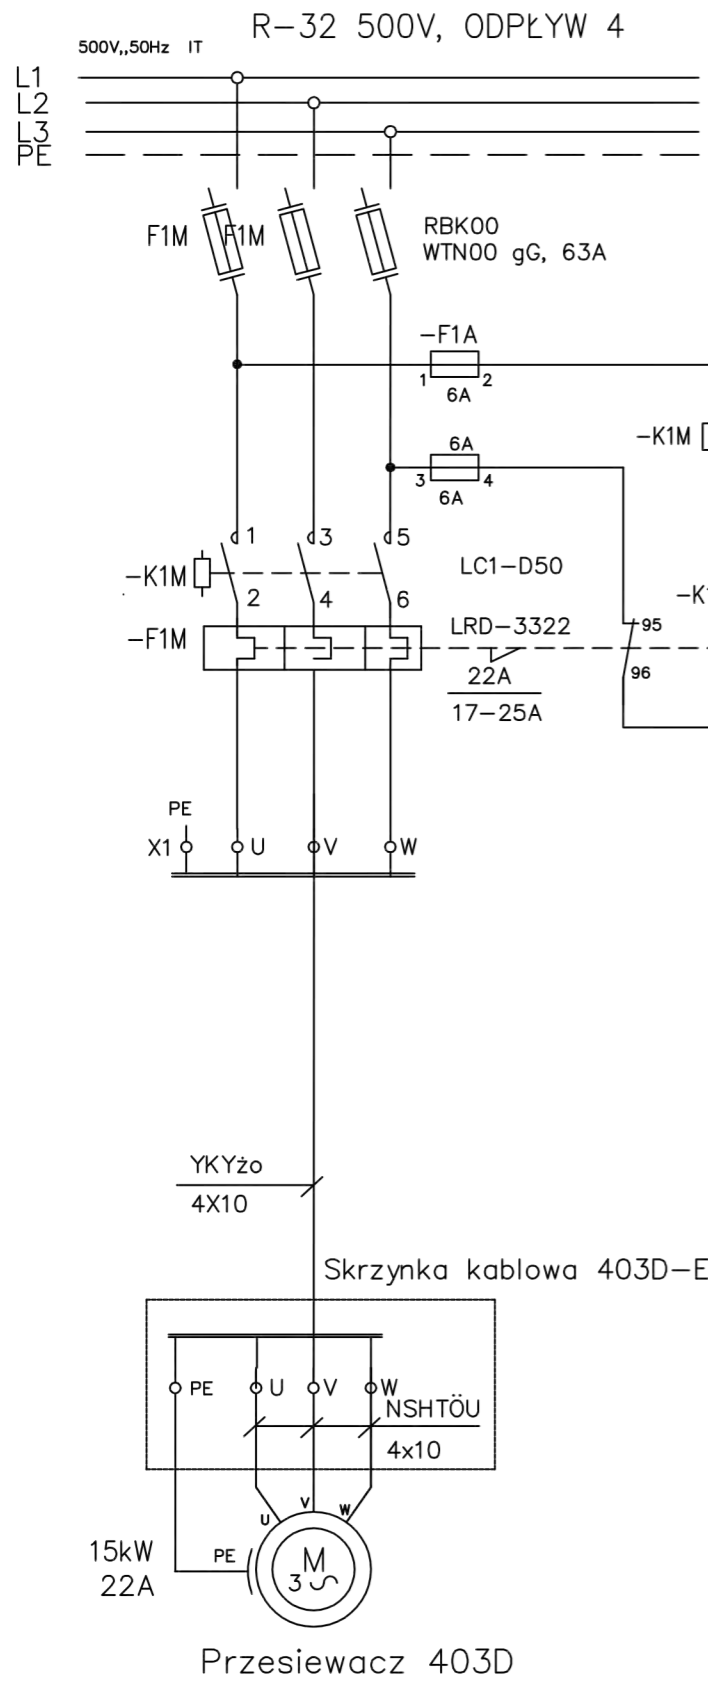 R-32 500V, ODPŁYW 4
500V,,50Hz IT
L1
L2
L3
PE
F1M F1M
RBK00
WTN00 gG, 63A
-F1A
1 2
6A
-K1M
6A
3 4
6A
1 3 5
-K1M
LC1-D50
2 4 6
-F1M
LRD-3322
95
22A
96
17-25A
PE
X1 U V W
YKYżo
4X10
Skrzynka kablowa 403D-E
PE U V W
NSHTÖU
4x10
U V W
15kW
22A
PE
M
3
Przesiewacz 403D